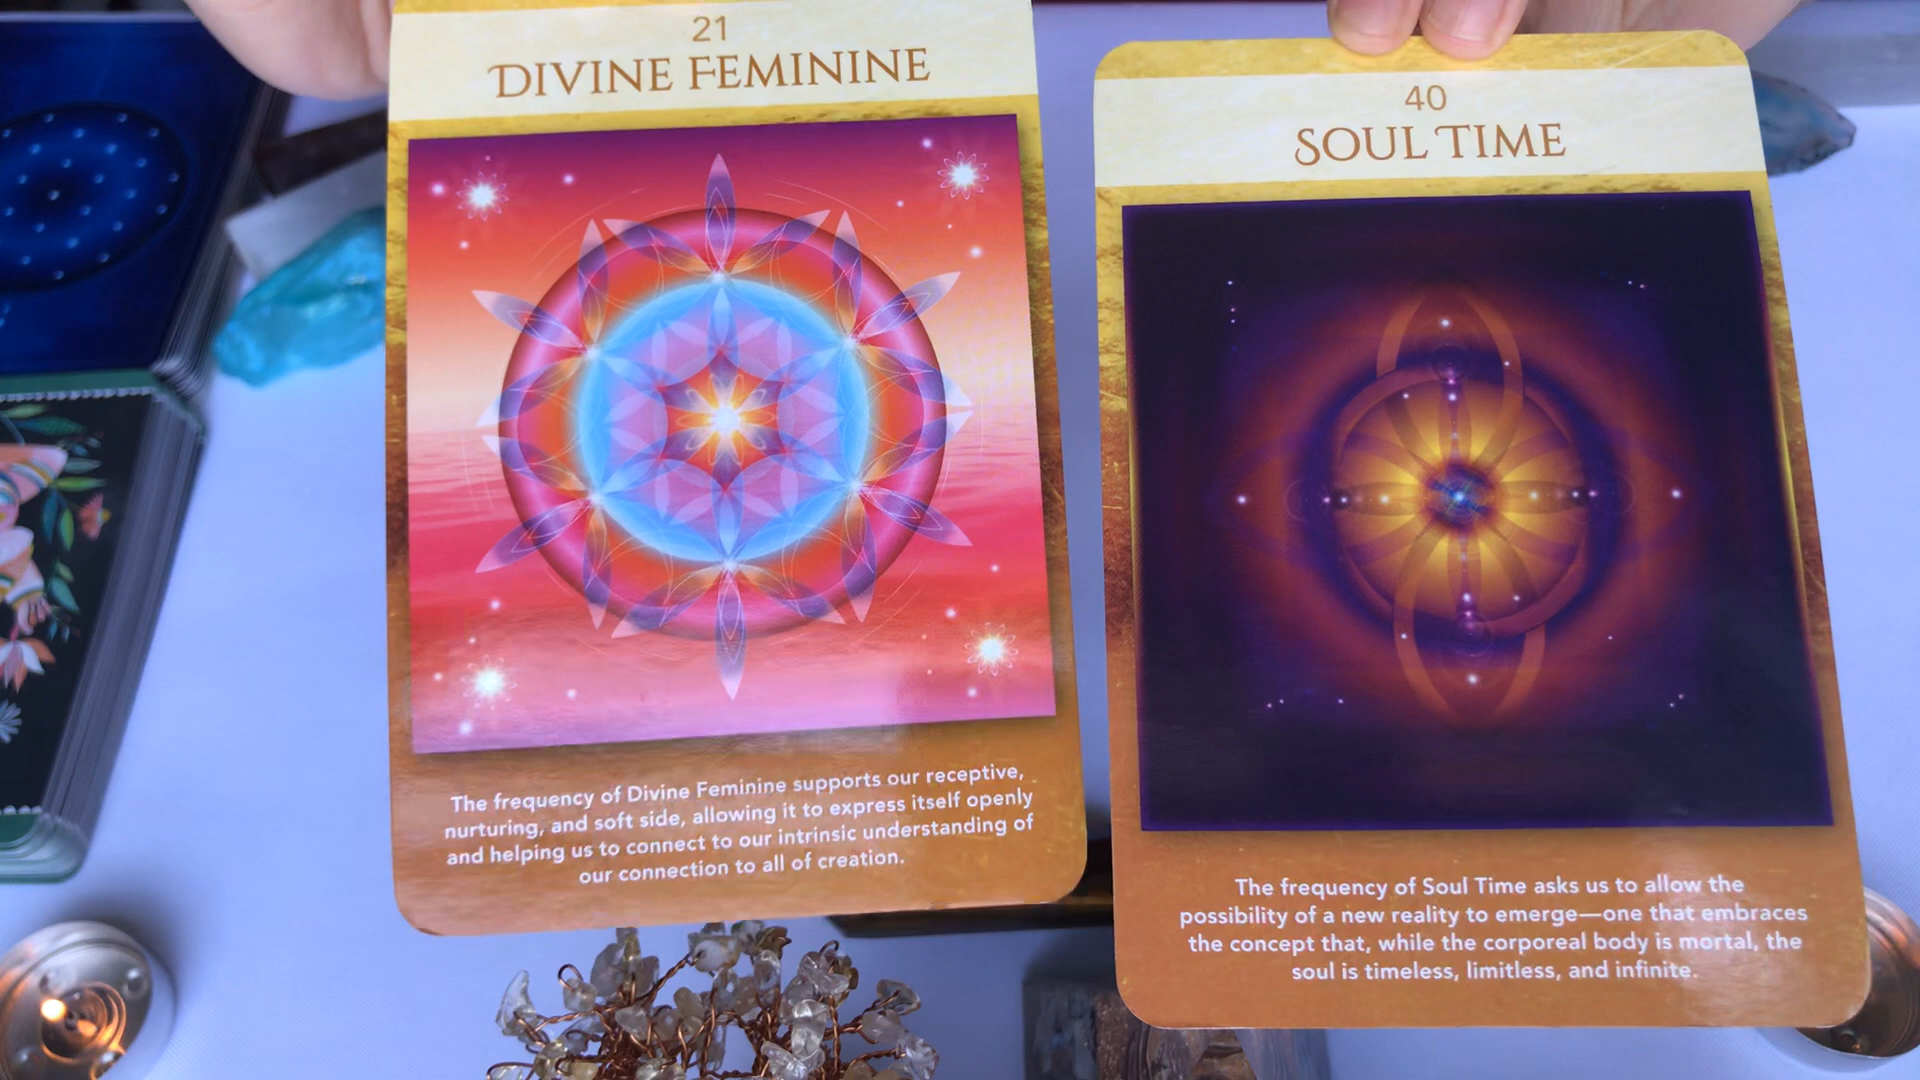 21
DIVINE FEMININE
The frequency of Divine Feminine supports our receptive,
nurturing, and soft side, allowing it to express itself openly
and helping us to connect to our intrinsic understanding of
our connection to all of creation.
40
SOUL TIME
The frequency of Soul Time asks us to allow the
possibility of a new reality to emerge—one that embraces
the concept that, while the corporeal body is mortal, the
soul is timeless, limitless, and infinite.